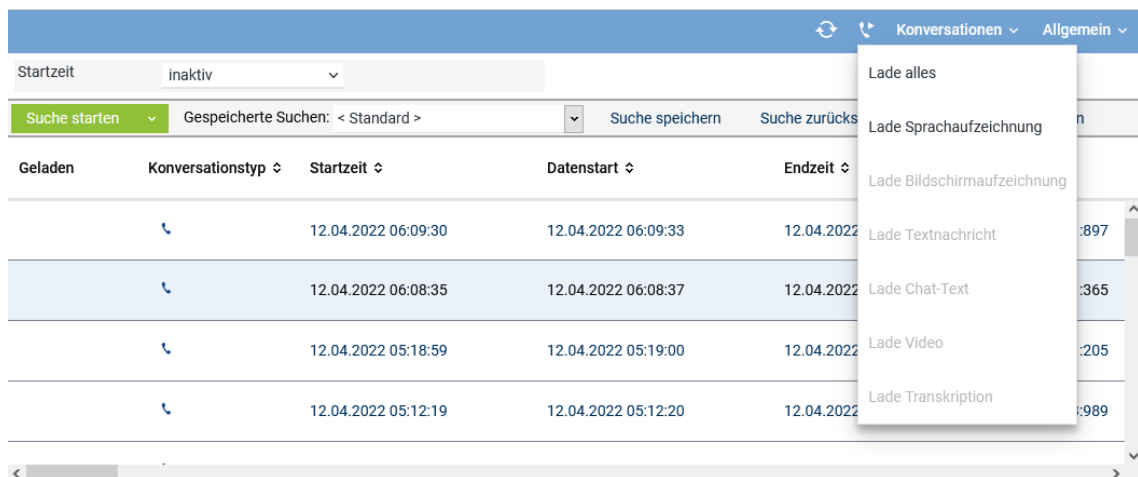 Konversationen Allgemein
Startzeit inaktiv
Lade alles
Suche starten Gespeicherte Suchen: < Standard > Suche speichern Suche zurücks n
Lade Sprachaufzeichnung
Geladen Konversationstyp Startzeit Datenstart Endzeit
Lade Bildschirmaufzeichnung
12.04.2022 06:09:30 12.04.2022 06:09:33 12.04.2022 :897
Lade Textnachricht
12.04.2022 06:08:35 12.04.2022 06:08:37 12.04.2022 :365
Lade Chat-Text
12.04.2022 05:18:59 12.04.2022 05:19:00 12.04.2022 :205
Lade Video
12.04.2022 05:12:19 12.04.2022 05:12:20 12.04.2022 :989
Lade Transkription